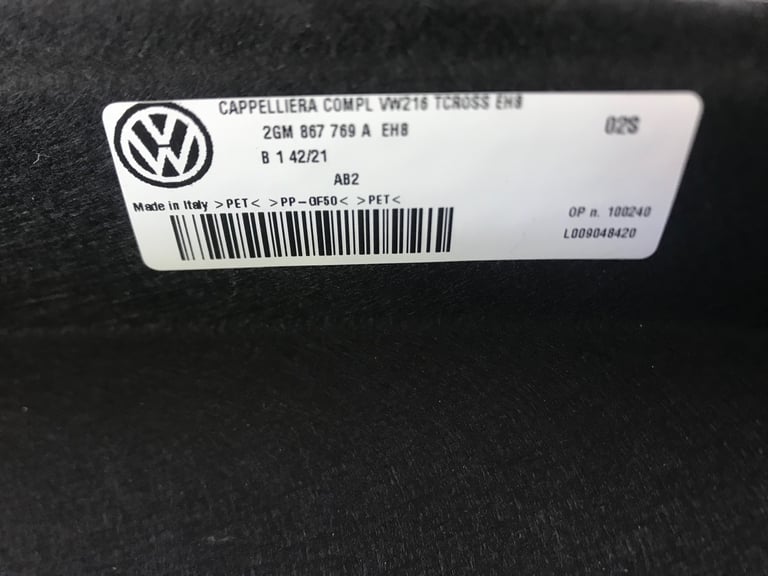 CAPPELLIERA COMPL VW216 TCROSS EH8
2GM 867 769 A EH8
02S
B 1 42/21
AB2
Made in Italy >PET< >PP-GF50< >PET<
OP n. 100240
L009048420